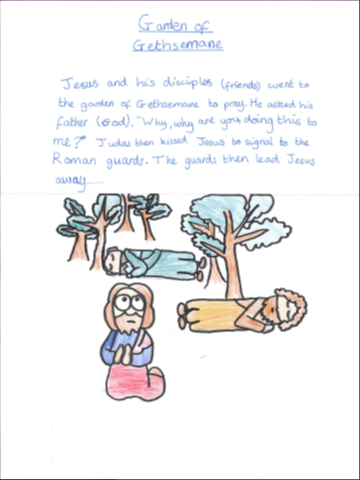 Garden of
Gethsemane
Jesus and his disciples (friends) went to
the garden of Gethsemane to pray. He asked his
father (God). "Why, why are you doing this to
me?" Judas then kissed Jesus to signal to the
Roman guards. The guards then lead Jesus
away......